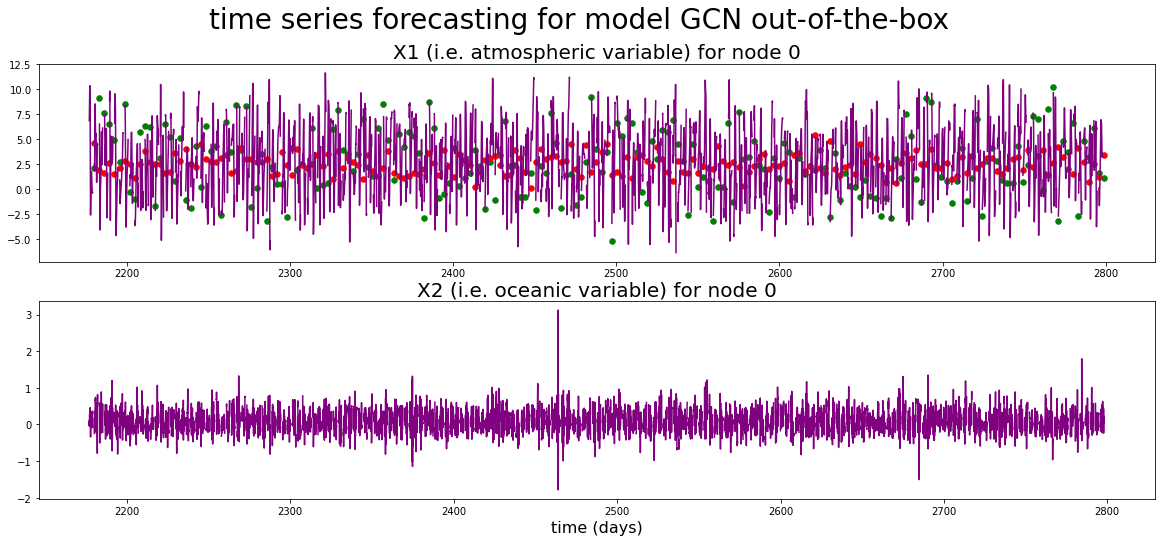 time series forecasting for model GCN out-of-the-box
X1 (i.e. atmospheric variable) for node 0
12.5
10.0
7.5
5.0
2.5
0.0
−2.5
−5.0
2200 2300 2400 2500 2600 2700 2800
X2 (i.e. oceanic variable) for node 0
3
2
1
0
−1
−2
2200 2300 2400 2500 2600 2700 2800
time (days)